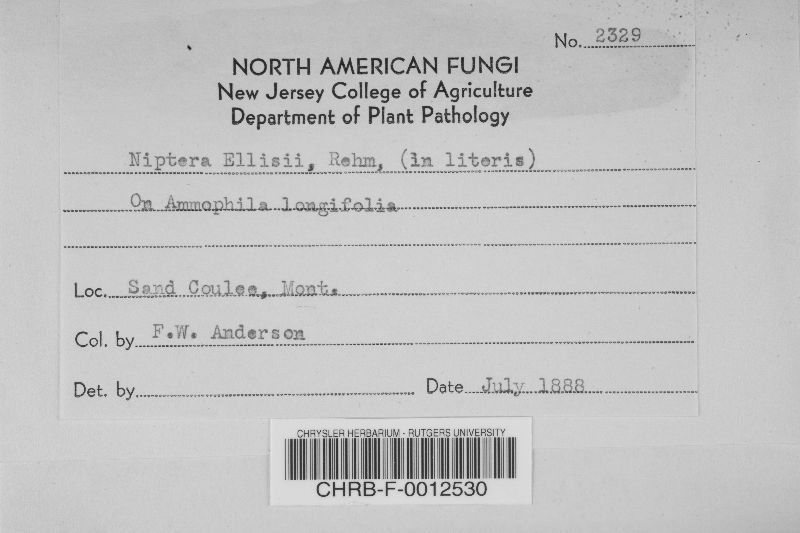 No. 2329
NORTH AMERICAN FUNGI
New Jersey College of Agriculture
Department of Plant Pathology
Niptera Ellisii, Rehm, (in literis)
On Ammophila longifolia
Loc. Sand Coulee, Mont.
Col. by F.W. Anderson
Det. by Date July 1888
CHRYSLER HERBARIUM - RUTGERS UNIVERSITY
CHRB-F-0012530